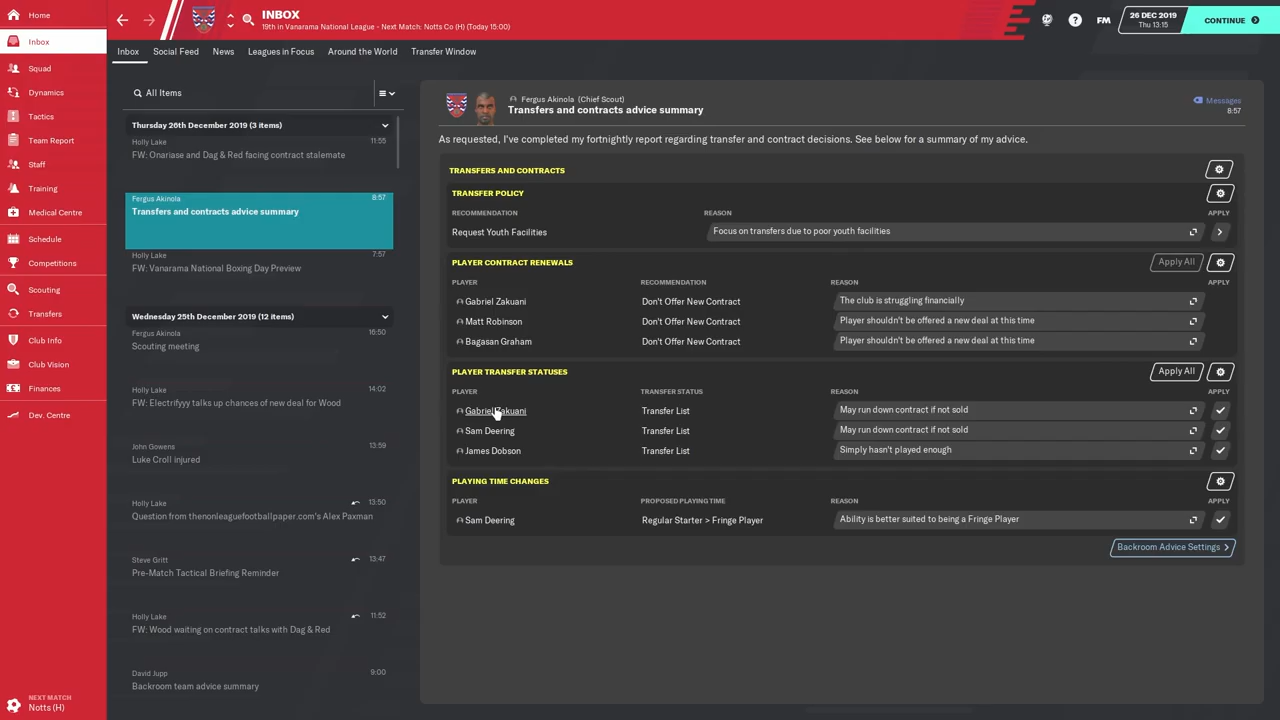 Home
Inbox
Squad
Dynamics
Tactics
Team Report
Staff
Training
Medical Centre
Schedule
Competitions
Scouting
Transfers
Club Info
Club Vision
Finances
Dev. Centre
NEXT MATCH
Notts (H)
INBOX
19th in Vanarama National League - Next Match: Notts Co (H) (Today 15:00)
?
FM
26 DEC 2019
Thu 13:15
CONTINUE
Inbox
Social Feed
News
Leagues in Focus
Around the World
Transfer Window
All Items
Thursday 26th December 2019 (3 items)
Holly Lake 11:55
FW: Onariase and Dag & Red facing contract stalemate
Fergus Akinola 8:57
Transfers and contracts advice summary
Holly Lake 7:57
FW: Vanarama National Boxing Day Preview
Wednesday 25th December 2019 (12 items)
Fergus Akinola 16:50
Scouting meeting
Holly Lake 14:02
FW: Electrifyyy talks up chances of new deal for Wood
John Gowens 13:59
Luke Croll injured
Holly Lake 13:50
Question from thenonleaguefootballpaper.com's Alex Paxman
Steve Gritt 13:47
Pre-Match Tactical Briefing Reminder
Holly Lake 11:52
FW: Wood waiting on contract talks with Dag & Red
David Jupp 9:00
Backroom team advice summary
Fergus Akinola (Chief Scout)
Transfers and contracts advice summary
Messages
8:57
As requested, I've completed my fortnightly report regarding transfer and contract decisions. See below for a summary of my advice.
TRANSFERS AND CONTRACTS
TRANSFER POLICY
RECOMMENDATION REASON APPLY
Request Youth Facilities Focus on transfers due to poor youth facilities
PLAYER CONTRACT RENEWALS Apply All
PLAYER RECOMMENDATION REASON APPLY
Gabriel Zakuani Don't Offer New Contract The club is struggling financially
Matt Robinson Don't Offer New Contract Player shouldn't be offered a new deal at this time
Bagasan Graham Don't Offer New Contract Player shouldn't be offered a new deal at this time
PLAYER TRANSFER STATUSES Apply All
PLAYER TRANSFER STATUS REASON APPLY
Gabriel Zakuani Transfer List May run down contract if not sold
Sam Deering Transfer List May run down contract if not sold
James Dobson Transfer List Simply hasn't played enough
PLAYING TIME CHANGES
PLAYER PROPOSED PLAYING TIME REASON APPLY
Sam Deering Regular Starter > Fringe Player Ability is better suited to being a Fringe Player
Backroom Advice Settings